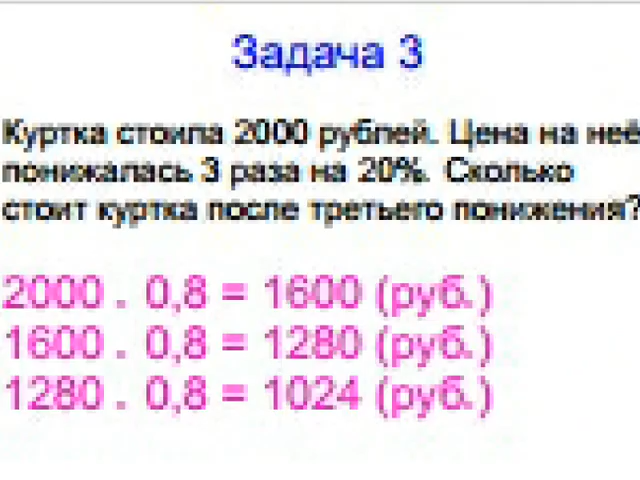 Задача 3
Куртка стоила 2000 рублей. Цена на неё
понижалась 3 раза на 20%. Сколько
стоит куртка после третьего понижения?
2000 . 0,8 = 1600 (руб.)
1600 . 0,8 = 1280 (руб.)
1280 . 0,8 = 1024 (руб.)